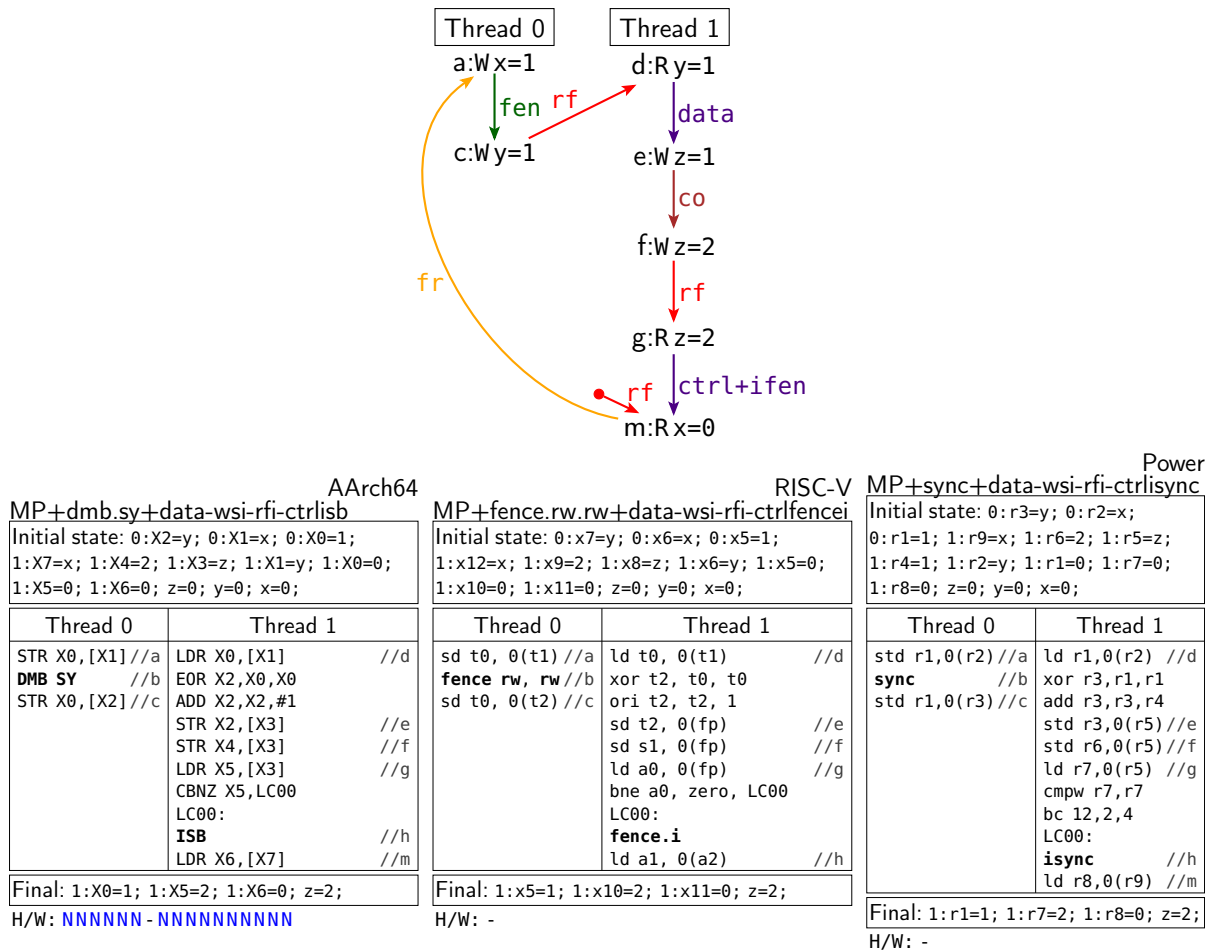 Thread 0
Thread 1
a:W x=1
d:R y=1
fen
rf
data
c:W y=1
e:W z=1
co
f:W z=2
fr
rf
g:R z=2
rf
ctrl+ifen
m:R x=0
AArch64
MP+dmb.sy+data-wsi-rfi-ctrlisb
Initial state: 0:X2=y; 0:X1=x; 0:X0=1;
1:X7=x; 1:X4=2; 1:X3=z; 1:X1=y; 1:X0=0;
1:X5=0; 1:X6=0; z=0; y=0; x=0;
Thread 0
STR X0,[X1]//a
DMB SY //b
STR X0,[X2]//c
Thread 1
LDR X0,[X1] //d
EOR X2,X0,X0
ADD X2,X2,#1
STR X2,[X3] //e
STR X4,[X3] //f
LDR X5,[X3] //g
CBNZ X5,LC00
LC00:
ISB //h
LDR X6,[X7] //m
Final: 1:X0=1; 1:X5=2; 1:X6=0; z=2;
H/W: NNNNNN-NNNNNNNNNN
RISC-V
MP+fence.rw.rw+data-wsi-rfi-ctrlfencei
Initial state: 0:x7=y; 0:x6=x; 0:x5=1;
1:x12=x; 1:x9=2; 1:x8=z; 1:x6=y; 1:x5=0;
1:x10=0; 1:x11=0; z=0; y=0; x=0;
Thread 0
sd t0, 0(t1)//a
fence rw, rw//b
sd t0, 0(t2)//c
Thread 1
ld t0, 0(t1) //d
xor t2, t0, t0
ori t2, t2, 1
sd t2, 0(fp) //e
sd s1, 0(fp) //f
ld a0, 0(fp) //g
bne a0, zero, LC00
LC00:
fence.i
ld a1, 0(a2) //h
Final: 1:x5=1; 1:x10=2; 1:x11=0; z=2;
H/W: -
Power
MP+sync+data-wsi-rfi-ctrlisync
Initial state: 0:r3=y; 0:r2=x;
0:r1=1; 1:r9=x; 1:r6=2; 1:r5=z;
1:r4=1; 1:r2=y; 1:r1=0; 1:r7=0;
1:r8=0; z=0; y=0; x=0;
Thread 0
std r1,0(r2)//a
sync //b
std r1,0(r3)//c
Thread 1
ld r1,0(r2) //d
xor r3,r1,r1
add r3,r3,r4
std r3,0(r5)//e
std r6,0(r5)//f
ld r7,0(r5) //g
cmpw r7,r7
bc 12,2,4
LC00:
isync //h
ld r8,0(r9) //m
Final: 1:r1=1; 1:r7=2; 1:r8=0; z=2;
H/W: -